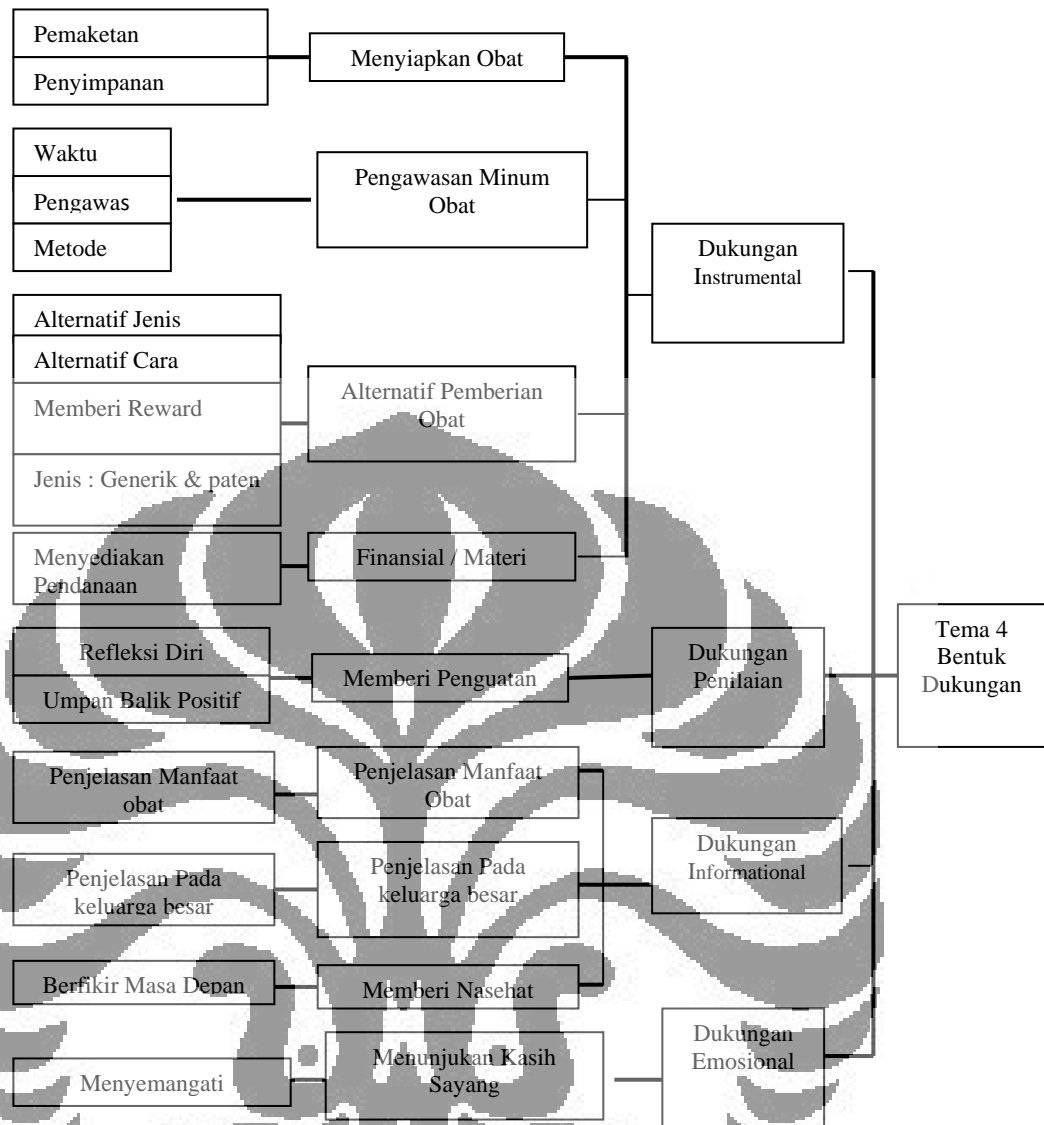 Pemaketan
Penyimpanan
Menyiapkan Obat
Waktu
Pengawas
Metode
Pengawasan Minum
Obat
Dukungan
Instrumental
Alternatif Jenis
Alternatif Cara
Memberi Reward
Jenis : Generik & paten
Alternatif Pemberian
Obat
Menyediakan
Pendanaan
Finansial / Materi
Refleksi Diri
Umpan Balik Positif
Memberi Penguatan
Dukungan
Penilaian
Tema 4
Bentuk
Dukungan
Penjelasan Manfaat
obat
Penjelasan Manfaat
Obat
Penjelasan Pada
keluarga besar
Penjelasan Pada
keluarga besar
Dukungan
Informational
Berfikir Masa Depan
Memberi Nasehat
Menyemangati
Menunjukan Kasih
Sayang
Dukungan
Emosional